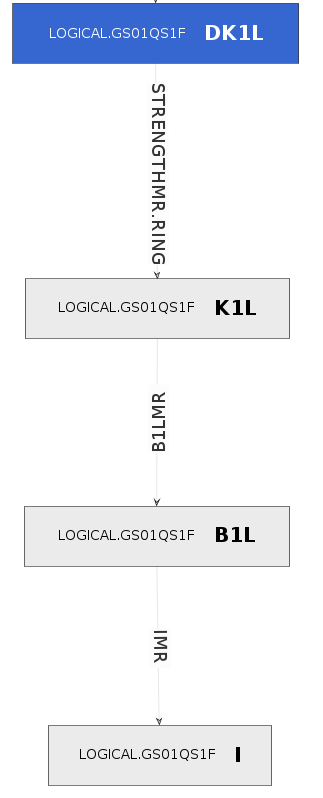 LOGICAL.GS01QS1F DK1L
STRENGTHMR.RING
LOGICAL.GS01QS1F K1L
B1LMR
LOGICAL.GS01QS1F B1L
IMR
LOGICAL.GS01QS1F I